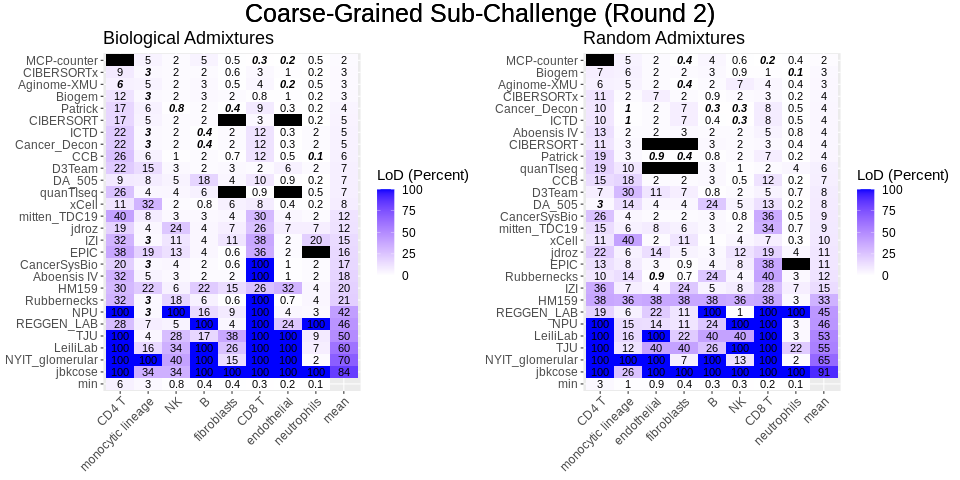 Coarse-Grained Sub-Challenge (Round 2)
Biological Admixtures
MCP-counter 5 2 5 0.5 0.3 0.2 0.5 2
CIBERSORTx 9 3 2 2 0.6 3 1 0.2 3
Aginome-XMU 6 5 2 3 0.5 4 0.2 0.5 3
Biogem 12 3 2 3 2 0.8 1 0.2 3
Patrick 17 6 0.8 2 0.4 9 0.3 0.2 4
CIBERSORT 17 5 2 2 3 0.2 5
ICTD 22 3 2 0.4 2 12 0.3 2 5
Cancer_Decon 22 3 2 0.4 2 12 0.3 2 5
CCB 26 6 1 2 0.7 12 0.5 0.1 6
D3Team 22 15 3 2 3 2 6 2 7
DA_505 9 8 5 18 4 10 0.9 0.2 7
quanTIseq 26 4 2 6 0.9 0.5 7
xCell 11 32 2 0.8 6 8 0.4 2 8
mitten_TDC19 40 8 3 3 4 30 4 2 12
jdroz 19 4 24 4 7 26 7 7 12
IZI 32 3 11 4 11 38 2 20 15
EPIC 38 19 13 4 0.6 36 2 16
CancerSysBio 20 3 4 2 0.6 100 1 2 17
Aboensis IV 32 5 3 2 2 100 1 2 18
HM159 30 22 6 22 15 26 32 4 20
Rubbernecks 32 3 18 6 0.6 100 0.7 4 21
NPU 100 3 100 16 9 100 4 3 42
REGGEN_LAB 28 7 5 100 4 100 24 100 46
TJU 100 4 28 17 38 100 100 9 50
LeiliLab 100 16 34 100 26 100 100 7 60
NYIT_glomerular 100 100 40 100 15 100 100 2 70
jbkcose 100 34 34 100 100 100 100 100 84
min 6 3 0.8 0.4 0.4 0.3 0.2 0.1
CD4 T
monocytic lineage
NK
B
fibroblasts
CD8 T
endothelial
neutrophils
mean
LoD (Percent)
100
75
50
25
0
Random Admixtures
MCP-counter 5 2 0.4 4 0.6 0.2 0.4 2
Biogem 7 6 2 2 3 1 3 0.1 3
Aginome-XMU 6 5 2 0.4 2 7 4 0.4 3
CIBERSORTx 11 2 7 2 0.9 2 3 0.2 4
Cancer_Decon 10 1 2 7 0.3 0.3 8 0.5 4
ICTD 10 1 2 7 0.4 0.3 8 0.5 4
Aboensis IV 13 2 2 3 2 2 5 0.8 4
CIBERSORT 11 3 2 2 3 0.2 4
Patrick 19 3 0.9 0.4 0.8 2 7 0.2 4
quanTIseq 19 10 4 2 2 0.4 6
CCB 15 18 2 2 3 0.5 12 0.2 7
D3Team 7 30 11 7 0.8 2 5 0.7 8
DA_505 3 14 4 4 24 5 13 0.2 8
CancerSysBio 26 4 2 2 3 0.8 36 0.5 9
mitten_TDC19 15 6 8 6 3 2 34 0.7 9
xCell 11 40 2 11 1 4 7 0.3 10
jdroz 22 6 14 5 3 12 19 4 11
EPIC 13 8 3 0.9 4 8 38 11
Rubbernecks 10 14 0.9 7 24 4 40 3 12
IZI 36 7 4 24 5 8 28 7 15
HM159 38 36 38 38 38 36 38 3 33
REGGEN_LAB 19 6 22 11 100 1 100 100 45
NPU 100 15 14 11 24 100 100 3 46
LeiliLab 100 16 100 22 40 40 100 3 53
TJU 100 12 40 40 26 100 100 22 55
NYIT_glomerular 100 100 100 7 100 13 100 2 65
jbkcose 100 26 100 100 100 100 100 100 91
min 3 1 0.9 0.4 0.3 0.3 0.2 0.1
CD4 T
monocytic lineage
endothelial
fibroblasts
B
NK
CD8 T
neutrophils
mean
LoD (Percent)
100
75
50
25
0